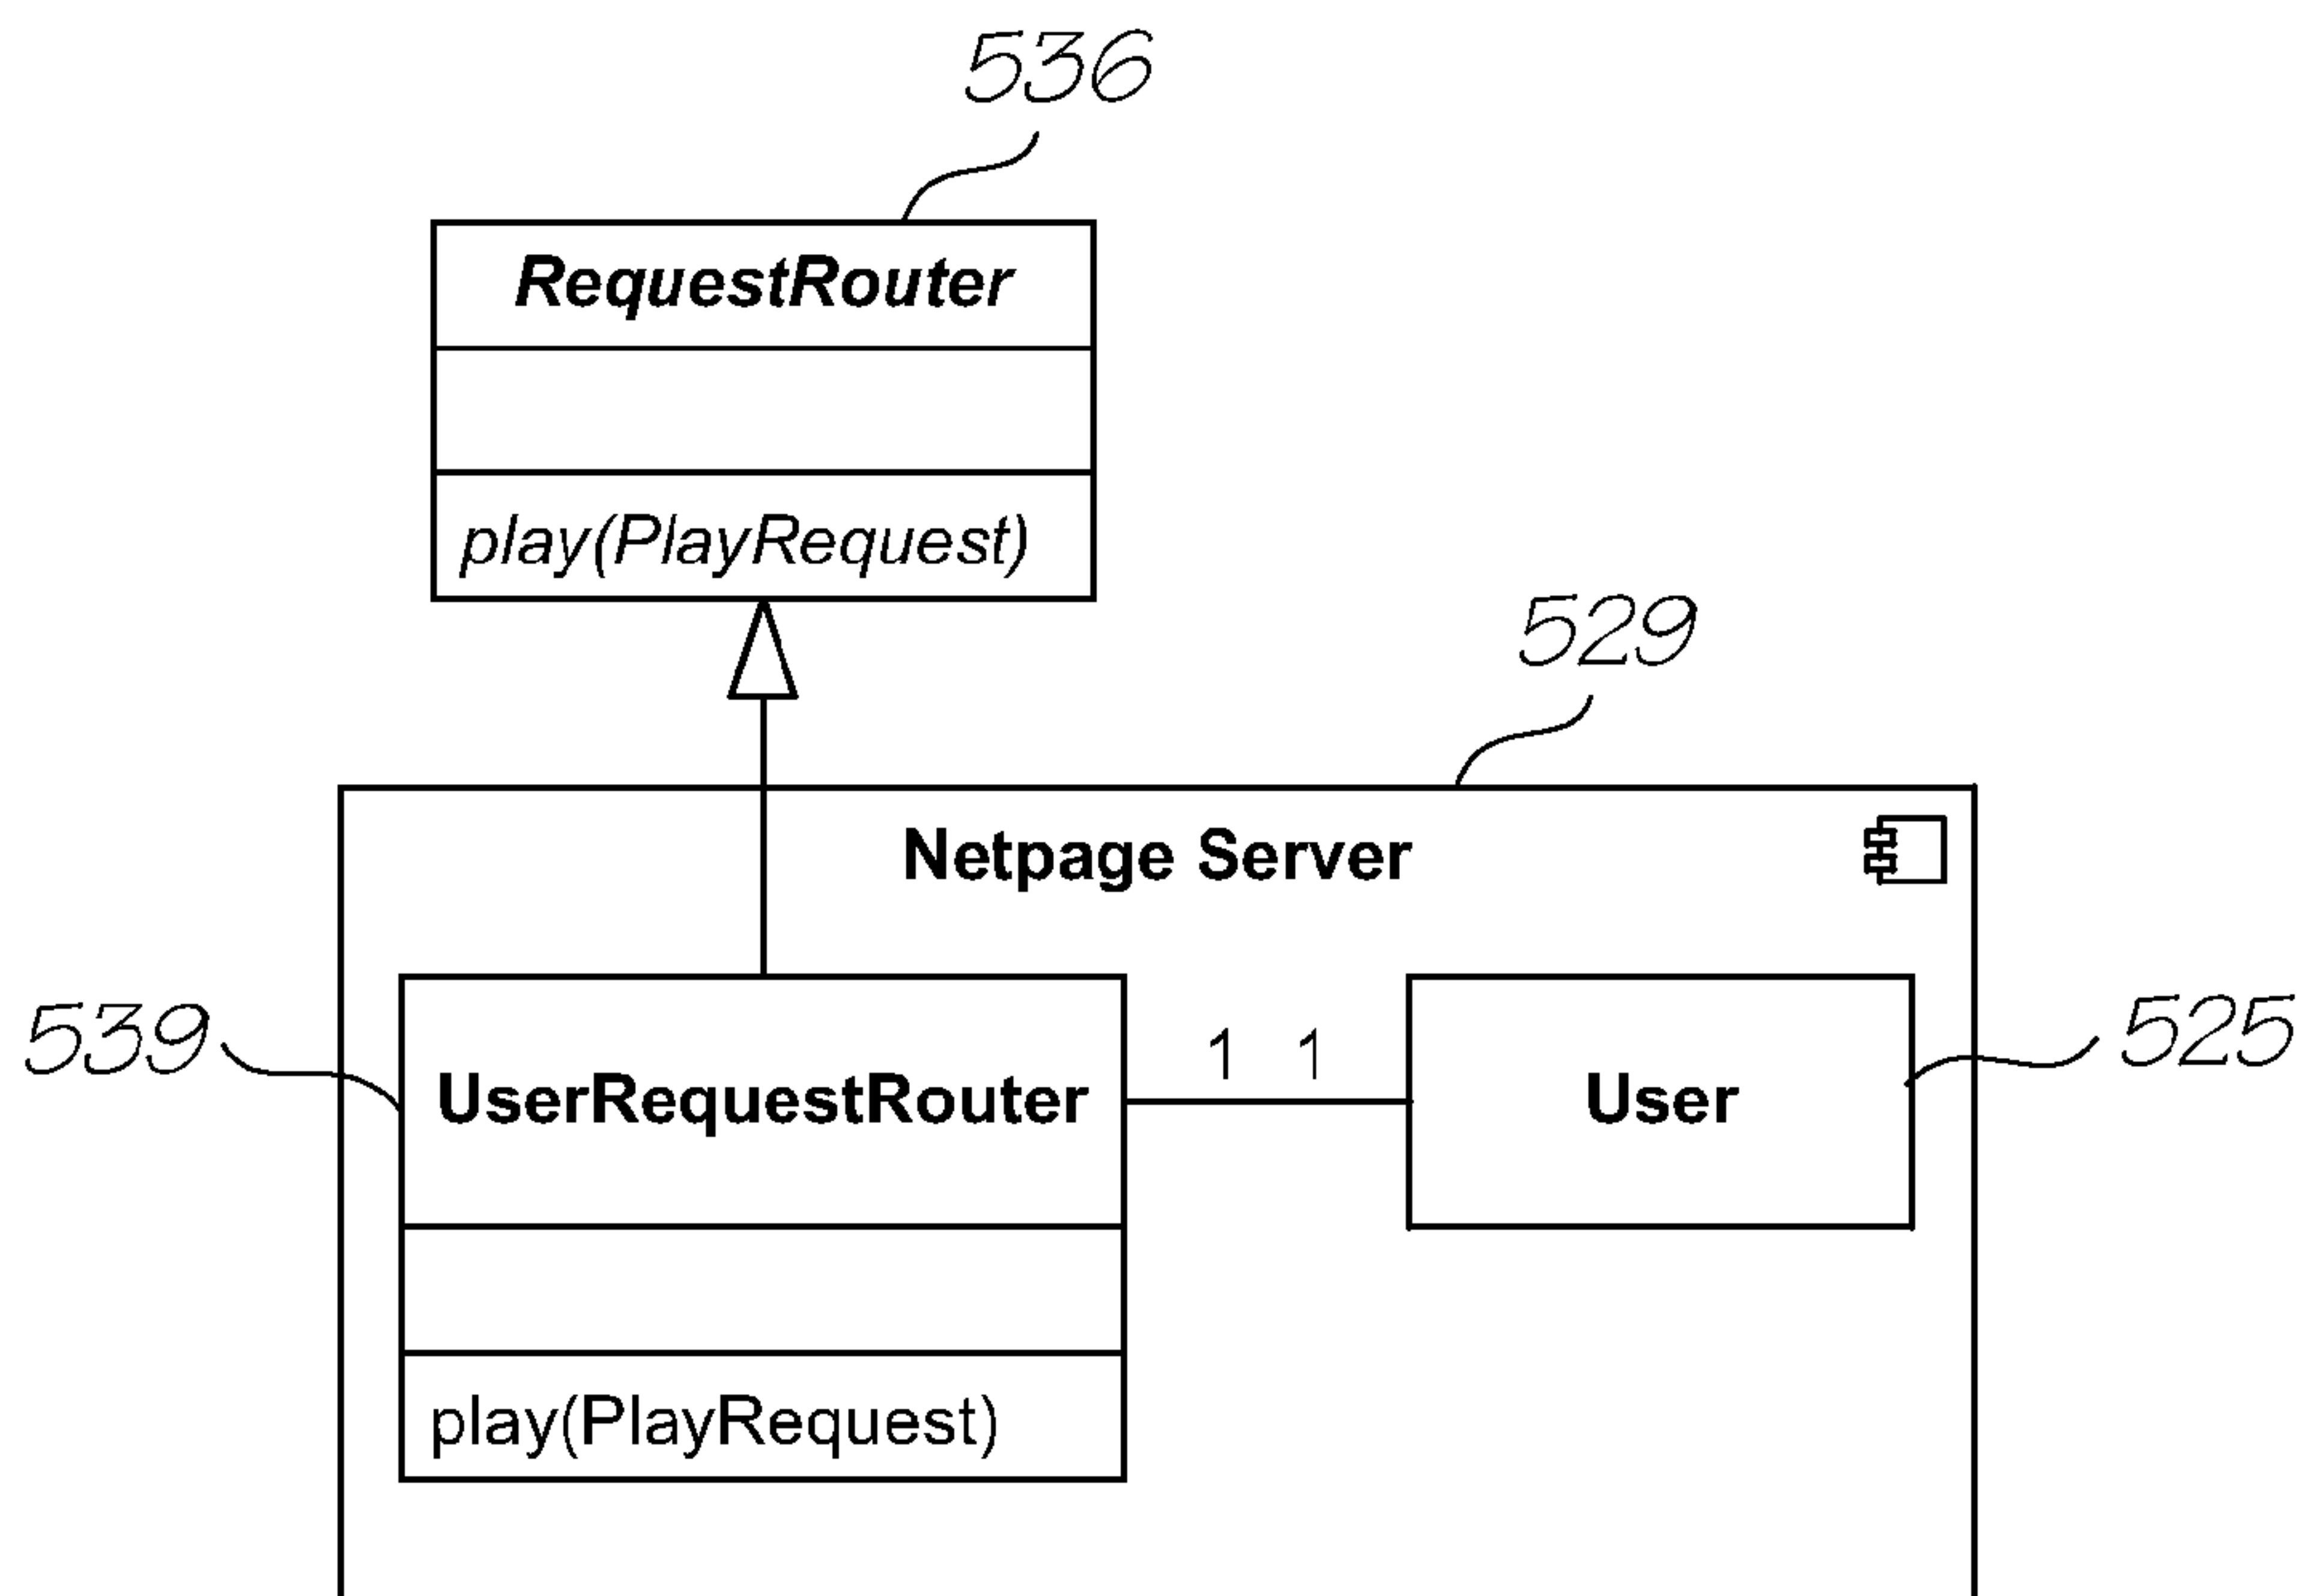 536
RequestRouter
play(PlayRequest)
529
Netpage Server
539
UserRequestRouter
1 1
User
525
play(PlayRequest)